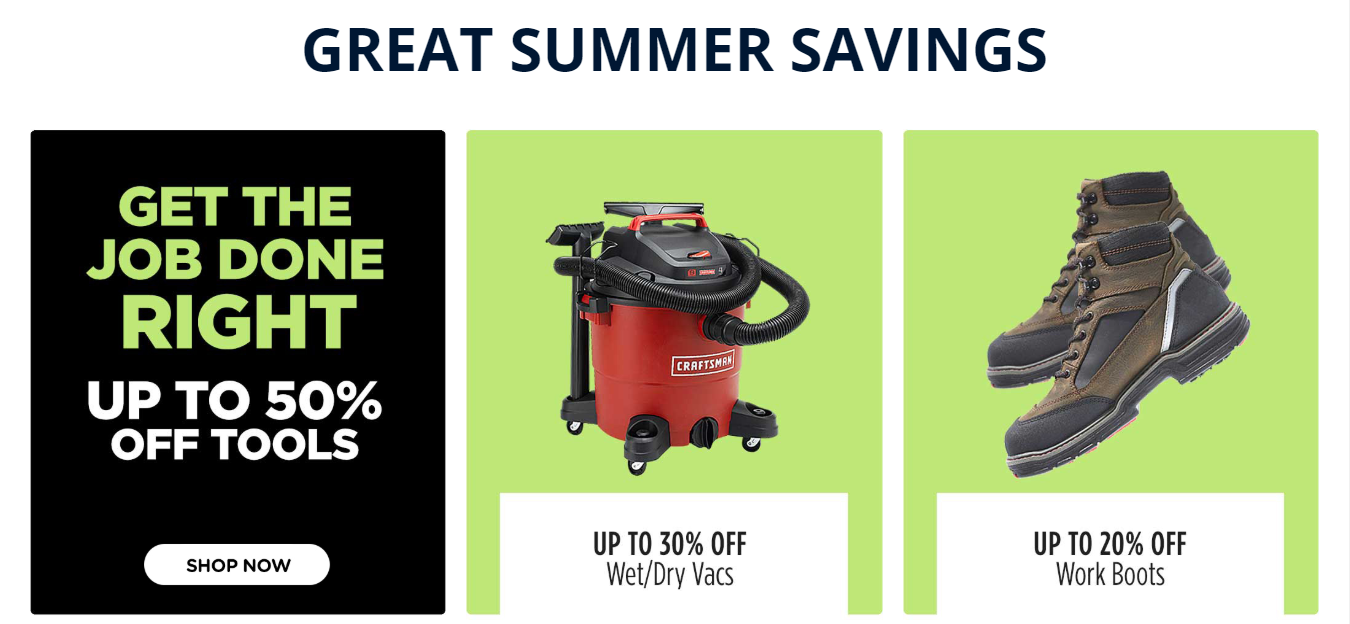 GREAT SUMMER SAVINGS
GET THE
JOB DONE
RIGHT
UP TO 50%
OFF TOOLS
SHOP NOW
CRAFTSMAN
UP TO 30% OFF
Wet/Dry Vacs
UP TO 20% OFF
Work Boots